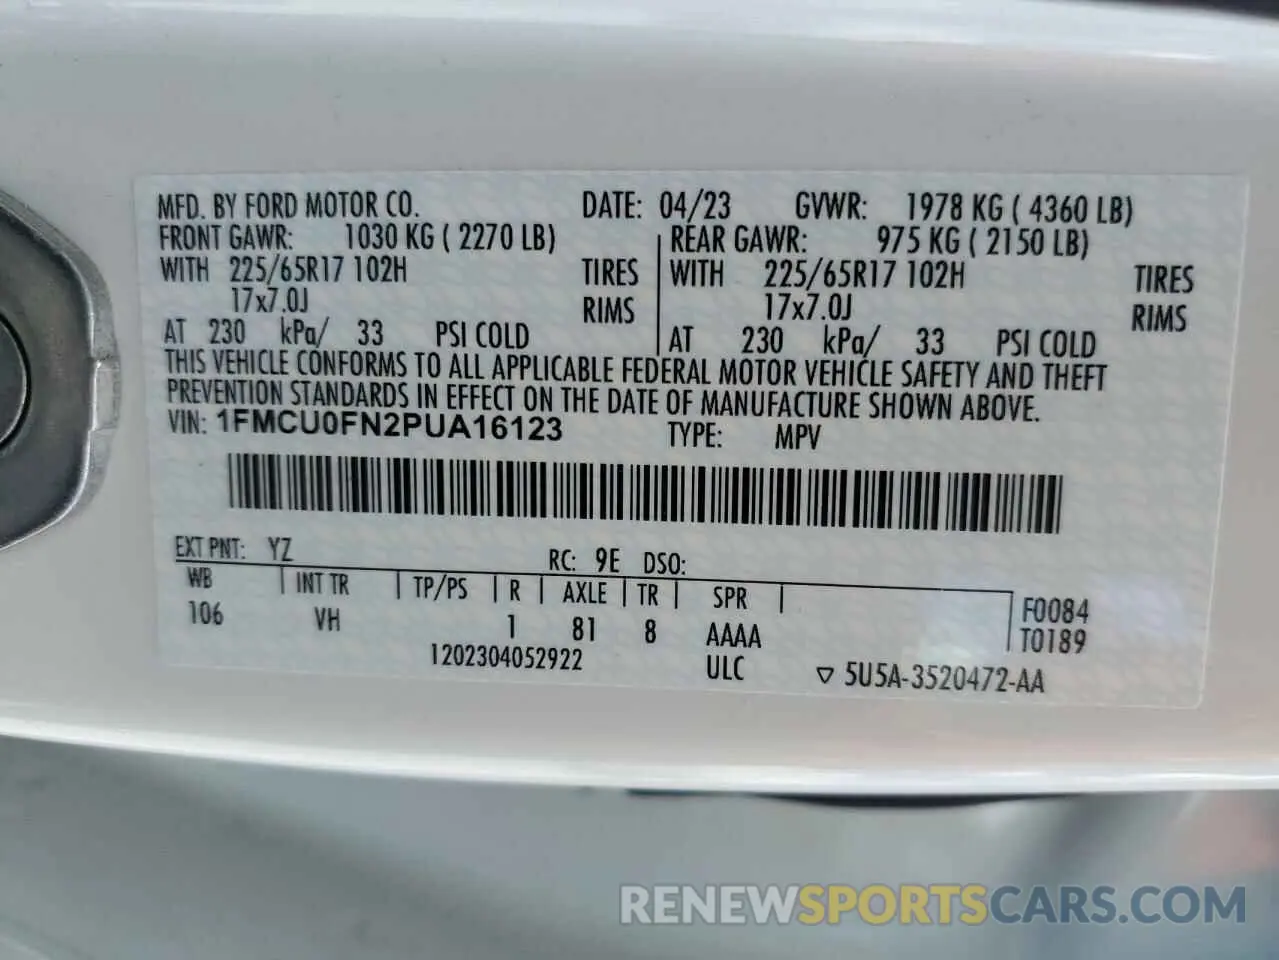 MFD. BY FORD MOTOR CO. DATE: 04/23 GVWR: 1978 KG ( 4360 LB)
FRONT GAWR: 1030 KG ( 2270 LB) REAR GAWR: 975 KG ( 2150 LB)
WITH 225/65R17 102H TIRES WITH 225/65R17 102H TIRES
17x7.0J RIMS 17x7.0J RIMS
AT 230 kPa/ 33 PSI COLD AT 230 kPa/ 33 PSI COLD
THIS VEHICLE CONFORMS TO ALL APPLICABLE FEDERAL MOTOR VEHICLE SAFETY AND THEFT
PREVENTION STANDARDS IN EFFECT ON THE DATE OF MANUFACTURE SHOWN ABOVE.
VIN: 1FMCU0FN2PUA16123 TYPE: MPV
EXT PNT: YZ RC: 9E DSO:
WB INT TR TP/PS R AXLE TR SPR F0084
106 VH 1 81 8 AAAA T0189
1202304052922 ULC ▽ 5U5A-3520472-AA
RENEWSPORTSCARS.COM